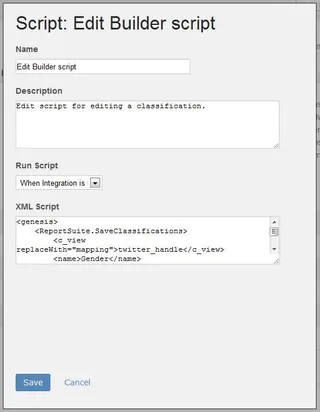 Script: Edit Builder script
Name
Edit Builder script
Description
Edit script for editing a classification.
Run Script
When Integration is
XML Script
<genesis>
<ReportSuite.SaveClassifications>
<c_view
replaceWith="mapping">twitter_handle</c_view>
<name>Gender</name>
Save Cancel